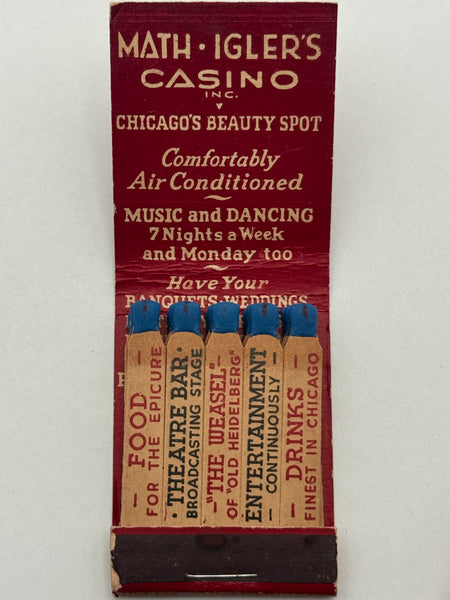 MATH • IGLER'S
CASINO
INC.
CHICAGO'S BEAUTY SPOT
Comfortably
Air Conditioned
MUSIC and DANCING
7 Nights a Week
and Monday too
Have Your
BANQUETS - WEDDINGS
- FOOD -
FOR THE EPICURE
• THEATRE BAR •
BROADCASTING STAGE
- "THE WEASEL" -
OF "OLD HEIDELBERG"
ENTERTAINMENT
- CONTINUOUSLY -
- DRINKS -
FINEST IN CHICAGO